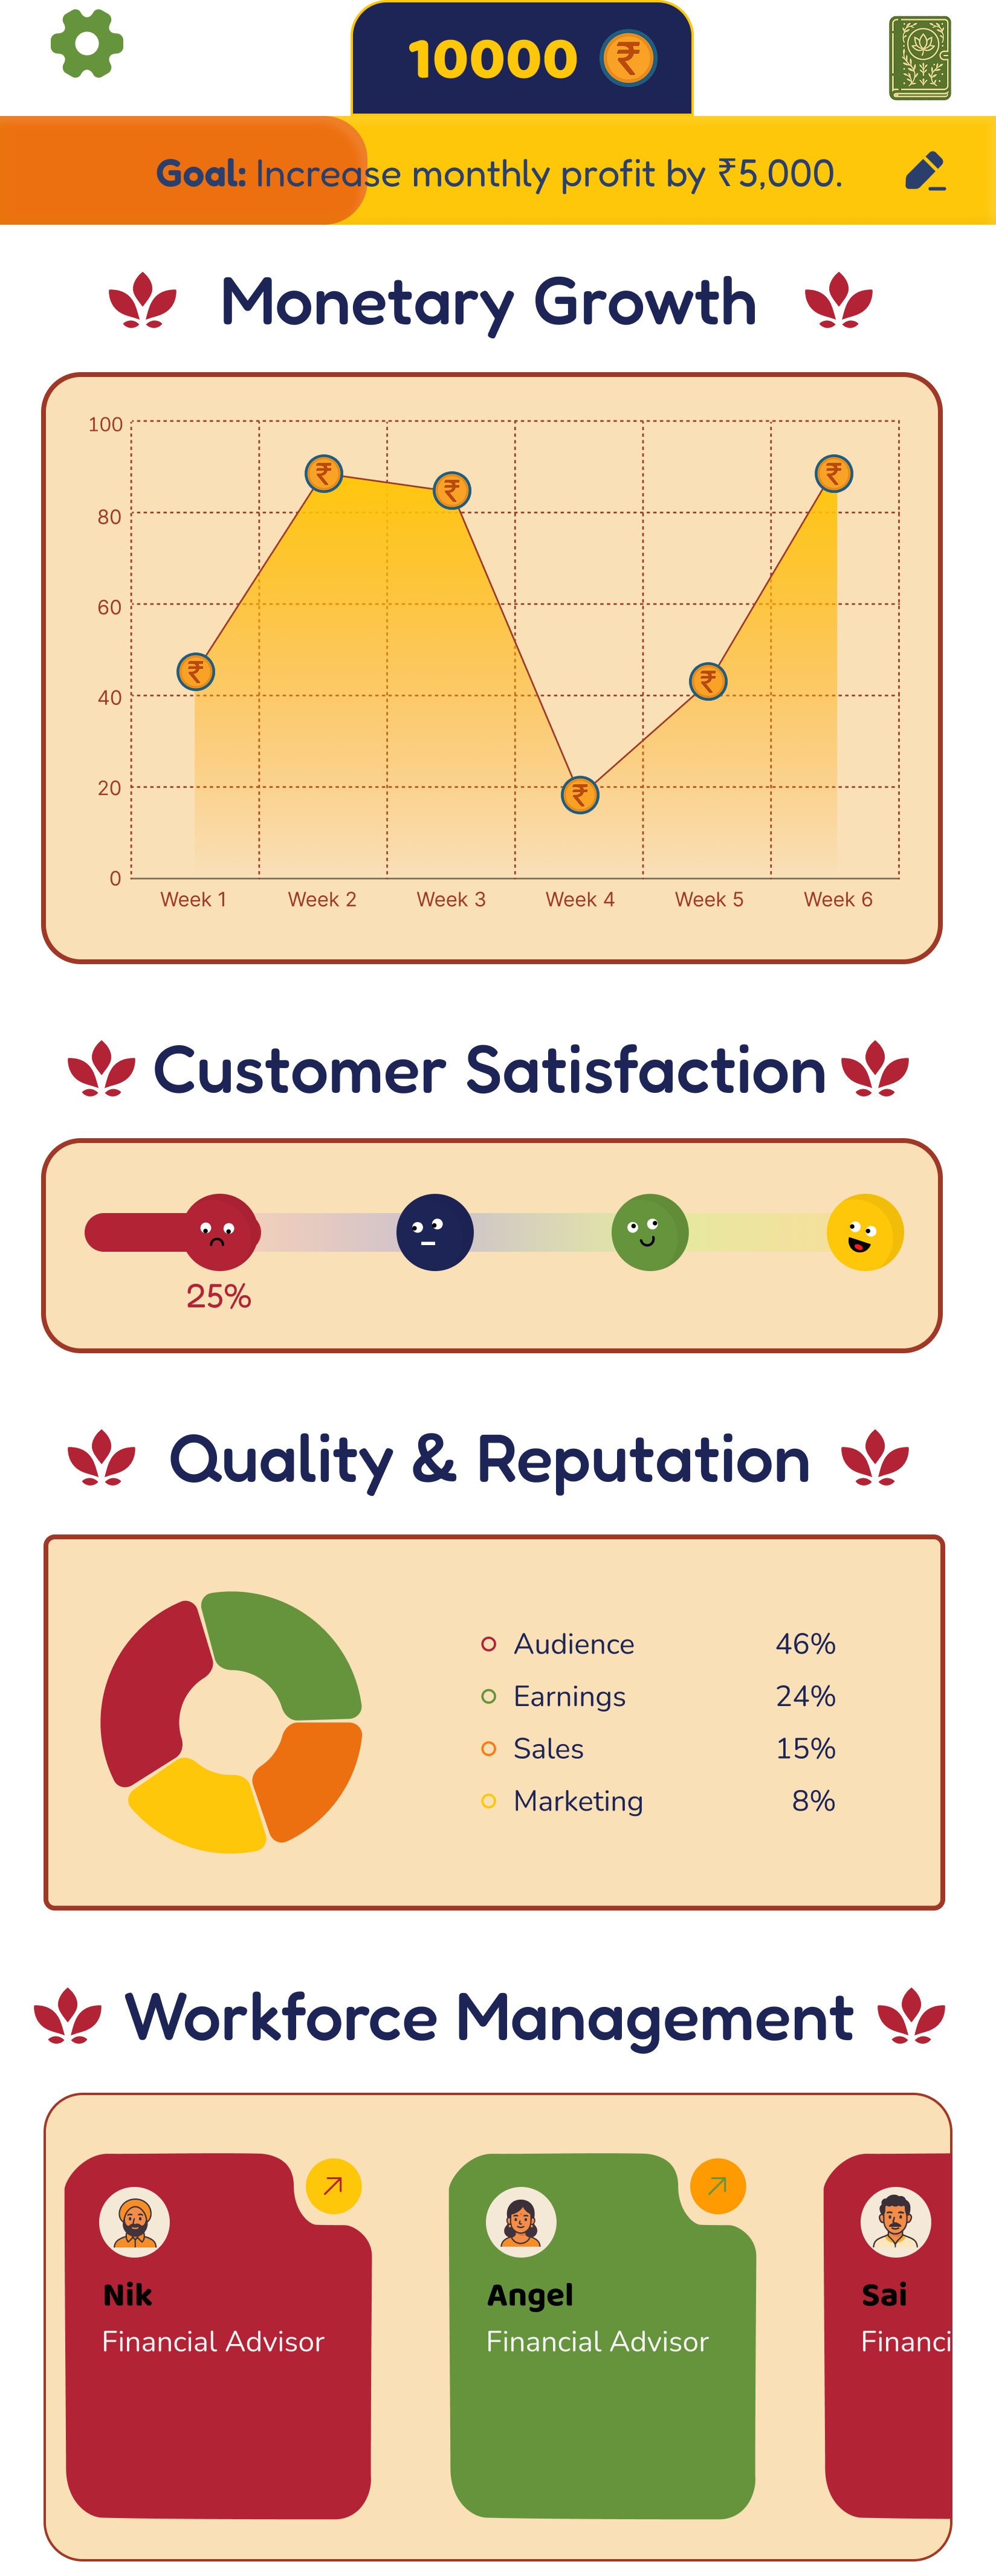 10000 ₹
Goal: Increase monthly profit by ₹5,000.
Monetary Growth
100
80
60
40
20
0
₹
₹
₹
₹
₹
₹
Week 1 Week 2 Week 3 Week 4 Week 5 Week 6
Customer Satisfaction
25%
Quality & Reputation
Audience 46%
Earnings 24%
Sales 15%
Marketing 8%
Workforce Management
Nik
Financial Advisor
Angel
Financial Advisor
Sai
Financi